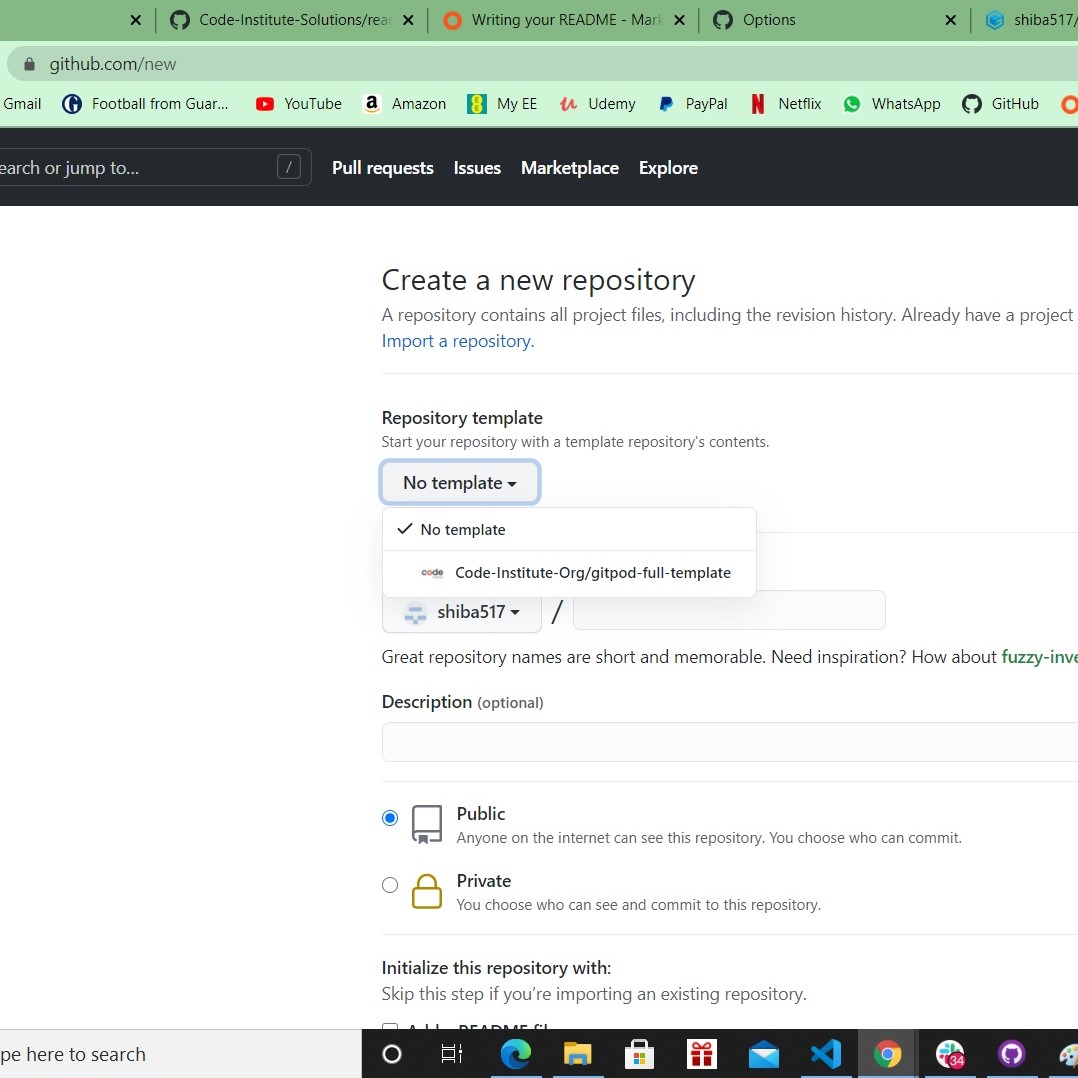 Code-Institute-Solutions/rea
Writing your README - Mark
Options
shiba517/
github.com/new
Gmail
Football from Guar...
YouTube
Amazon
My EE
Udemy
PayPal
Netflix
WhatsApp
GitHub
earch or jump to...
/
Pull requests
Issues
Marketplace
Explore
Create a new repository
A repository contains all project files, including the revision history. Already have a project
Import a repository.
Repository template
Start your repository with a template repository's contents.
No template
No template
code Code-Institute-Org/gitpod-full-template
shiba517 /
Great repository names are short and memorable. Need inspiration? How about fuzzy-inve
Description (optional)
Public
Anyone on the internet can see this repository. You choose who can commit.
Private
You choose who can see and commit to this repository.
Initialize this repository with:
Skip this step if you’re importing an existing repository.
Add a README fil
pe here to search
34